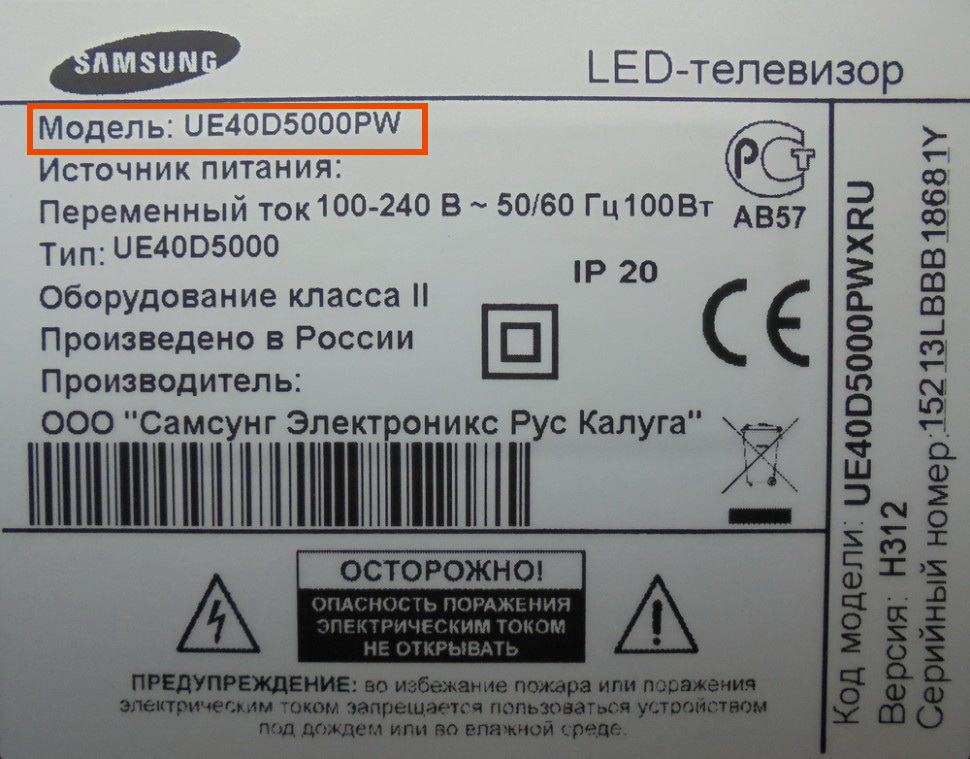 SAMSUNG
LED-телевизор
Модель: UE40D5000PW
Источник питания:
Переменный ток 100-240 В ~ 50/60 Гц 100Вт
Тип: UE40D5000
Оборудование класса II
Произведено в России
Производитель:
ООО "Самсунг Электроникс Рус Калуга"
РСТ
АВ57
IP 20
CE
ОСТОРОЖНО!
ОПАСНОСТЬ ПОРАЖЕНИЯ
ЭЛЕКТРИЧЕСКИМ ТОКОМ
НЕ ОТКРЫВАТЬ
ПРЕДУПРЕЖДЕНИЕ: во избежание пожара или поражения
электрическим током запрещается пользоваться устройством
под дождем или во влажной среде.
Код модели: UE40D5000PWXRU
Версия: H312
Серийный номер:15213LBBB18681Y